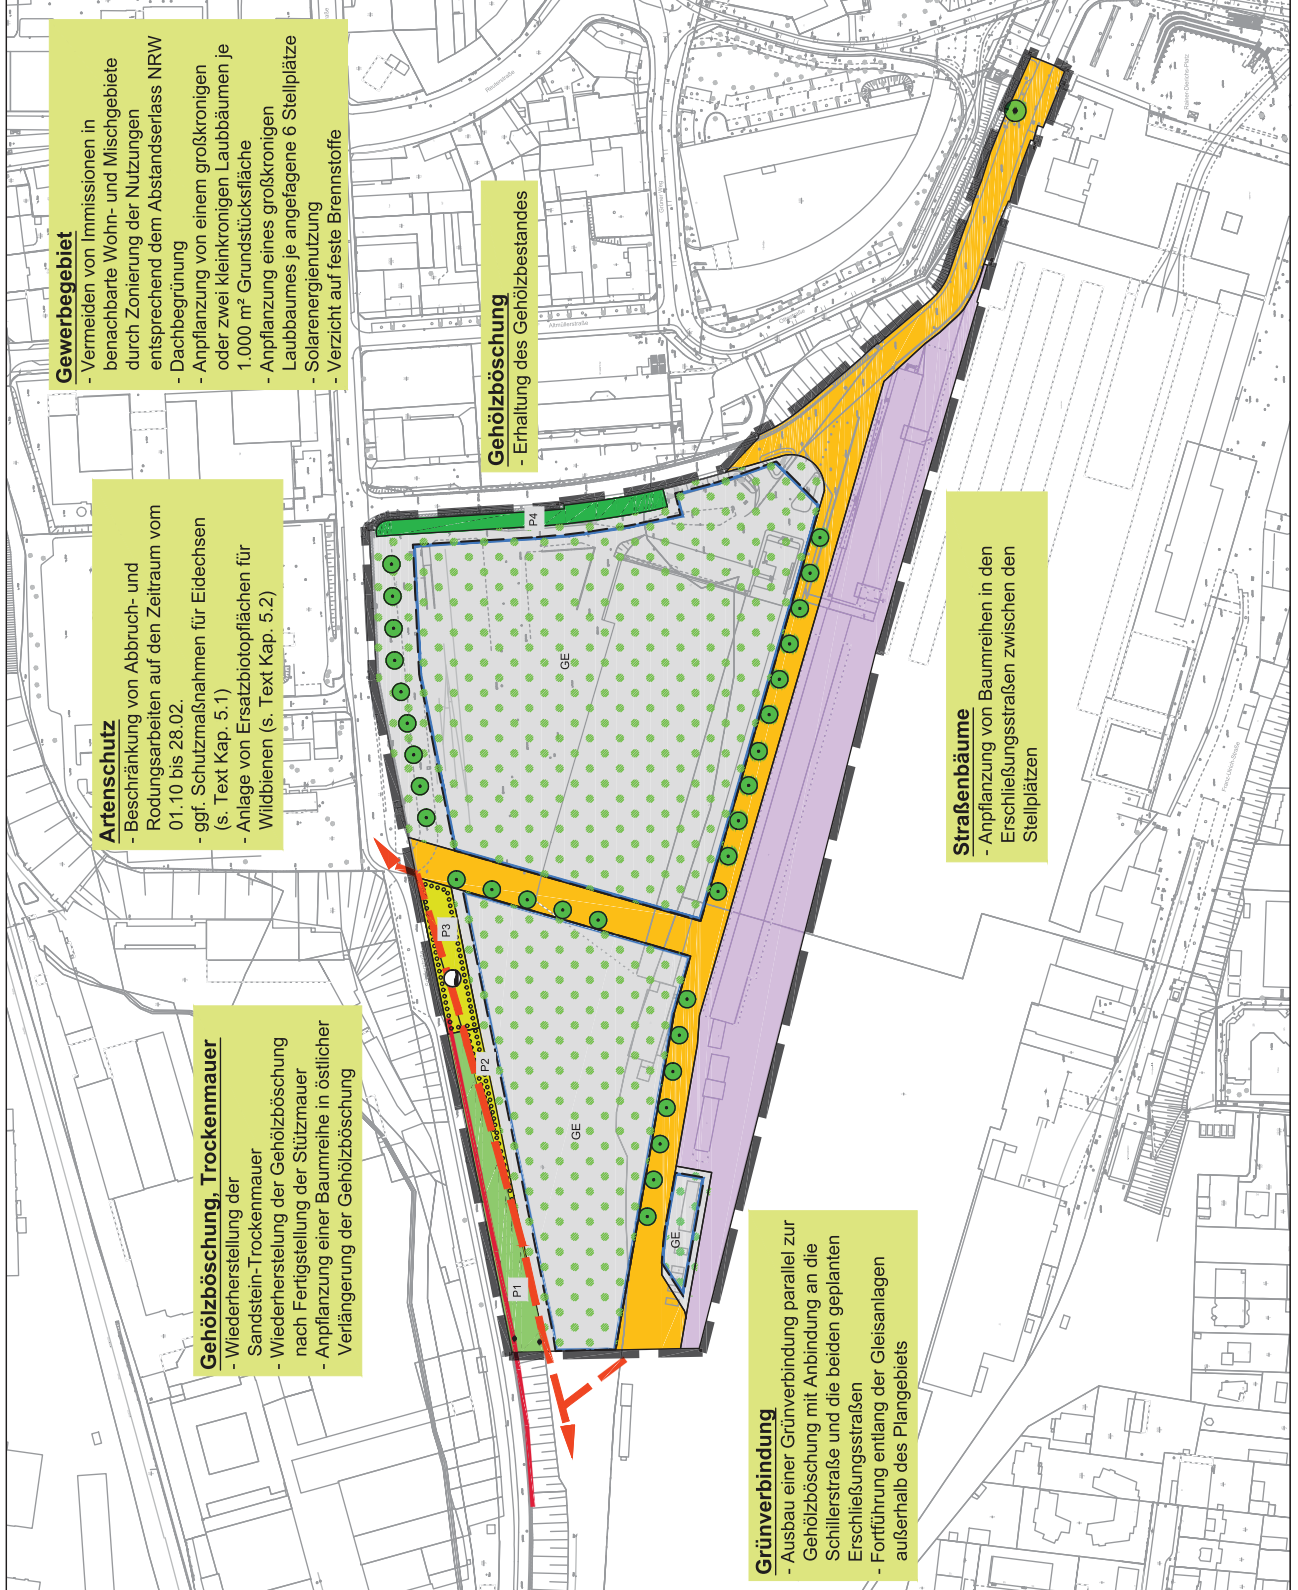 Gehölzböschung, Trockenmauer
- Wiederherstellung der
Sandstein-Trockenmauer
- Wiederherstelung der Gehölzböschung
nach Fertigstellung der Stützmauer
- Anpflanzung einer Baumreihe in östlicher
Verlängerung der Gehölzböschung
Artenschutz
- Beschränkung von Abbruch- und
Rodungsarbeiten auf den Zeitraum vom
01.10 bis 28.02.
- ggf. Schutzmaßnahmen für Eidechsen
(s. Text Kap. 5.1)
- Anlage von Ersatzbiotopflächen für
Wildbienen (s. Text Kap. 5.2)
Gewerbegebiet
- Vermeiden von Immissionen in
benachbarte Wohn- und Mischgebiete
durch Zonierung der Nutzungen
entsprechend dem Abstandserlass NRW
- Dachbegrünung
- Anpflanzung von einem großkronigen
oder zwei kleinkronigen Laubbäumen je
1.000 m² Grundstücksfläche
- Anpflanzung eines großkronigen
Laubbaumes je angefagene 6 Stellplätze
- Solarenergienutzung
- Verzicht auf feste Brennstoffe
Gehölzböschung
- Erhaltung des Gehölzbestandes
P1
P2
P3
P4
GE
GE
GE
Grünverbindung
- Ausbau einer Grünverbindung parallel zur
Gehölzböschung mit Anbindung an die
Schillerstraße und die beiden geplanten
Erschließungsstraßen
- Fortführung entlang der Gleisanlagen
außerhalb des Plangebiets
Straßenbäume
- Anpflanzung von Baumreihen in den
Erschließungsstraßen zwischen den
Stellplätzen